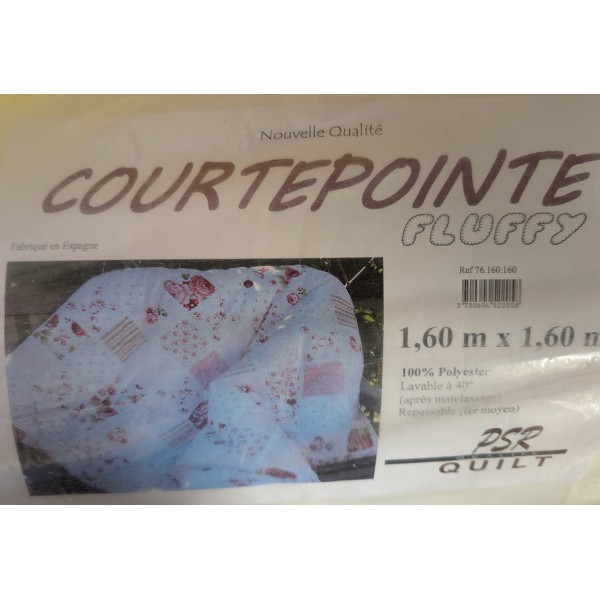 Nouvelle Qualité
COURTEPOINTE
FLUFFY
Fabriqué en Espagne
Ref 76.160.160
1,60 m x 1,60 m
100% Polyester
Lavable à 40°
(après matelassage)
Repassable (fer moyen)
PSR
QUILT